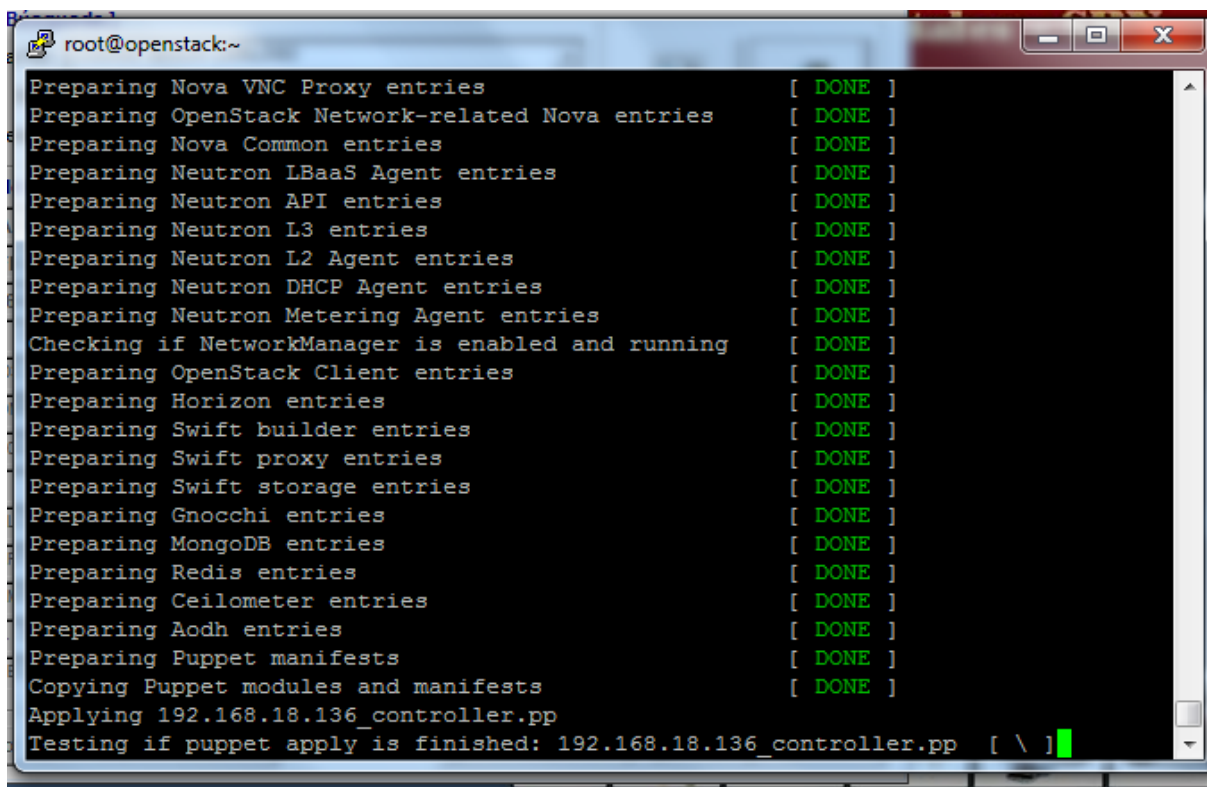 Búsqueda]
root@openstack:~
Preparing Nova VNC Proxy entries [ DONE ]
Preparing OpenStack Network-related Nova entries [ DONE ]
Preparing Nova Common entries [ DONE ]
Preparing Neutron LBaaS Agent entries [ DONE ]
Preparing Neutron API entries [ DONE ]
Preparing Neutron L3 entries [ DONE ]
Preparing Neutron L2 Agent entries [ DONE ]
Preparing Neutron DHCP Agent entries [ DONE ]
Preparing Neutron Metering Agent entries [ DONE ]
Checking if NetworkManager is enabled and running [ DONE ]
Preparing OpenStack Client entries [ DONE ]
Preparing Horizon entries [ DONE ]
Preparing Swift builder entries [ DONE ]
Preparing Swift proxy entries [ DONE ]
Preparing Swift storage entries [ DONE ]
Preparing Gnocchi entries [ DONE ]
Preparing MongoDB entries [ DONE ]
Preparing Redis entries [ DONE ]
Preparing Ceilometer entries [ DONE ]
Preparing Aodh entries [ DONE ]
Preparing Puppet manifests [ DONE ]
Copying Puppet modules and manifests [ DONE ]
Applying 192.168.18.136_controller.pp
Testing if puppet apply is finished: 192.168.18.136_controller.pp [ \ ]